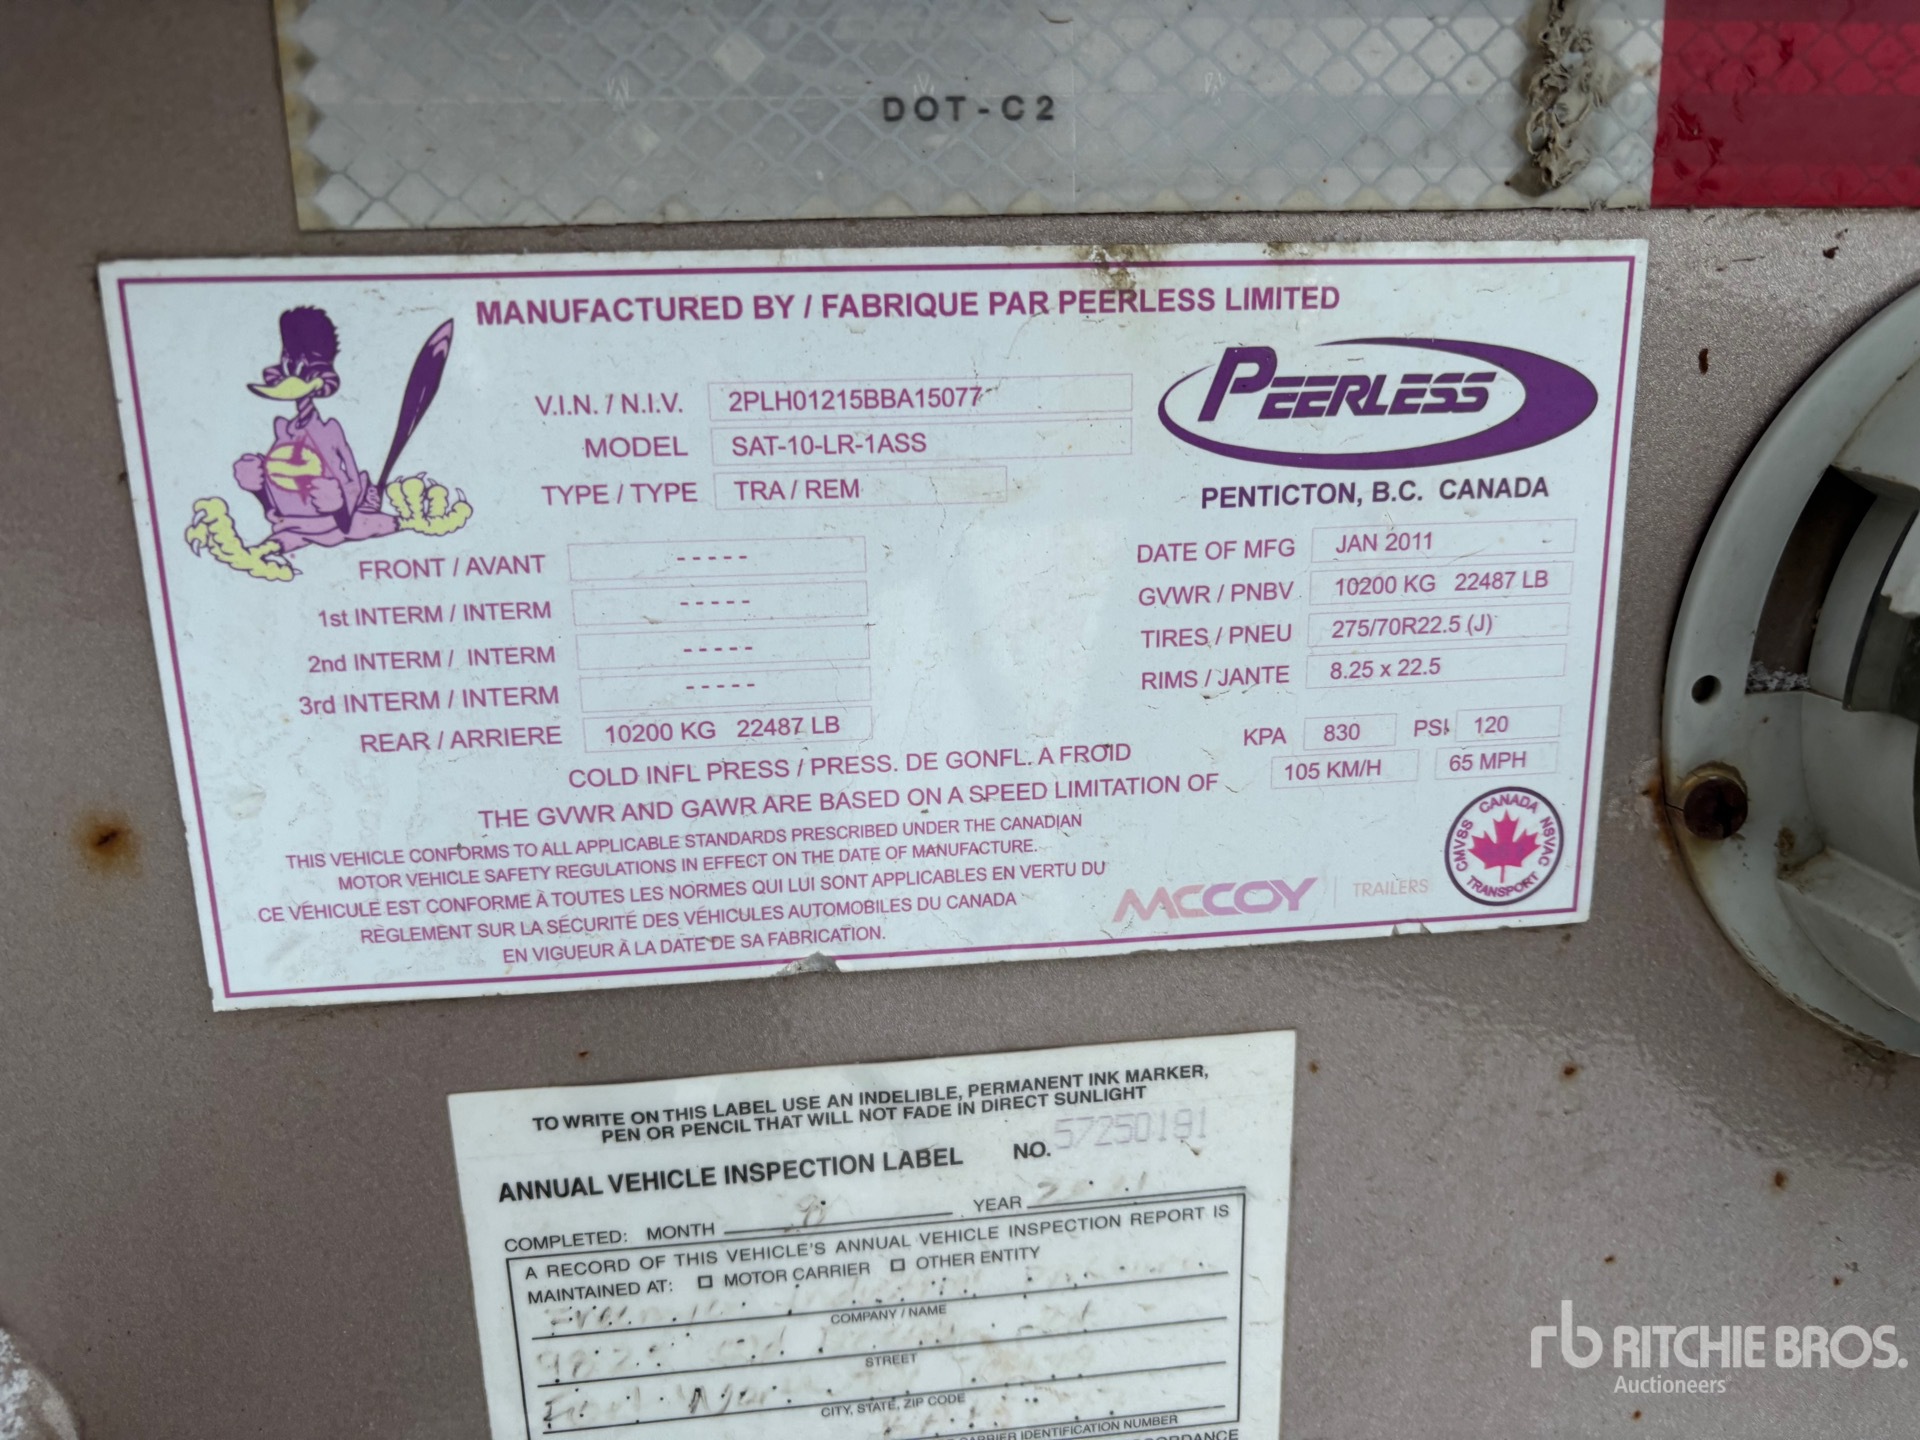 DOT-C2
MANUFACTURED BY / FABRIQUE PAR PEERLESS LIMITED
V.I.N. / N.I.V. 2PLH01215BBA15077
MODEL SAT-10-LR-1ASS
TYPE / TYPE TRA / REM
PEERLESS
PENTICTON, B.C. CANADA
FRONT / AVANT - - - - -
1st INTERM / INTERM - - - - -
2nd INTERM / INTERM - - - - -
3rd INTERM / INTERM - - - - -
REAR / ARRIERE 10200 KG 22487 LB
DATE OF MFG JAN 2011
GVWR / PNBV 10200 KG 22487 LB
TIRES / PNEU 275/70R22.5 (J)
RIMS / JANTE 8.25 x 22.5
COLD INFL PRESS / PRESS. DE GONFL. A FROID KPA 830 PSI 120
THE GVWR AND GAWR ARE BASED ON A SPEED LIMITATION OF 105 KM/H 65 MPH
THIS VEHICLE CONFORMS TO ALL APPLICABLE STANDARDS PRESCRIBED UNDER THE CANADIAN
MOTOR VEHICLE SAFETY REGULATIONS IN EFFECT ON THE DATE OF MANUFACTURE.
CE VÉHICULE EST CONFORME À TOUTES LES NORMES QUI LUI SONT APPLICABLES EN VERTU DU
RÈGLEMENT SUR LA SÉCURITÉ DES VÉHICULES AUTOMOBILES DU CANADA
EN VIGUEUR À LA DATE DE SA FABRICATION.
MCCOY | TRAILERS
CANADA
CMVSS NSVAC
TRANSPORT
TO WRITE ON THIS LABEL USE AN INDELIBLE, PERMANENT INK MARKER,
PEN OR PENCIL THAT WILL NOT FADE IN DIRECT SUNLIGHT
ANNUAL VEHICLE INSPECTION LABEL NO. 57250191
COMPLETED: MONTH 8 YEAR
A RECORD OF THIS VEHICLE'S ANNUAL VEHICLE INSPECTION REPORT IS
MAINTAINED AT: MOTOR CARRIER OTHER ENTITY
COMPANY / NAME
STREET
CITY, STATE, ZIP CODE
CARRIER IDENTIFICATION NUMBER
rb RITCHIE BROS.
Auctioneers